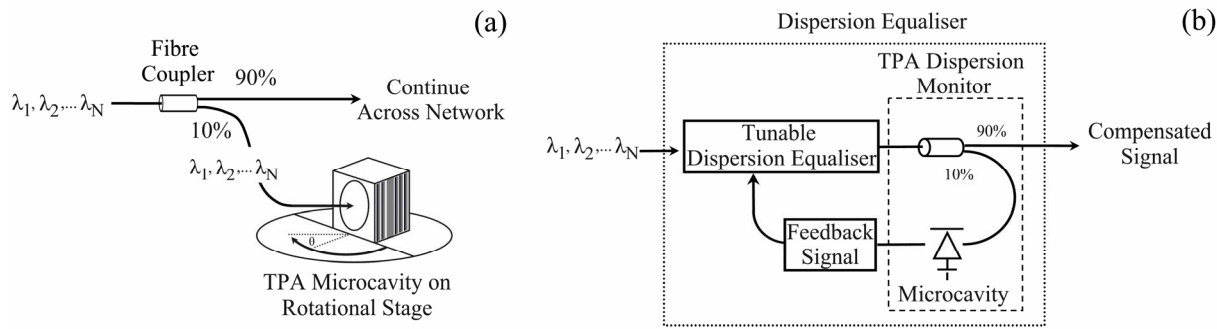 (a)
Fibre
Coupler
90%
λ1, λ2,... λN
Continue
Across Network
10%
λ1, λ2,... λN
θ
TPA Microcavity on
Rotational Stage
(b)
Dispersion Equaliser
TPA Dispersion
Monitor
λ1, λ2,... λN
Tunable
Dispersion Equaliser
90%
10%
Compensated
Signal
Feedback
Signal
Microcavity